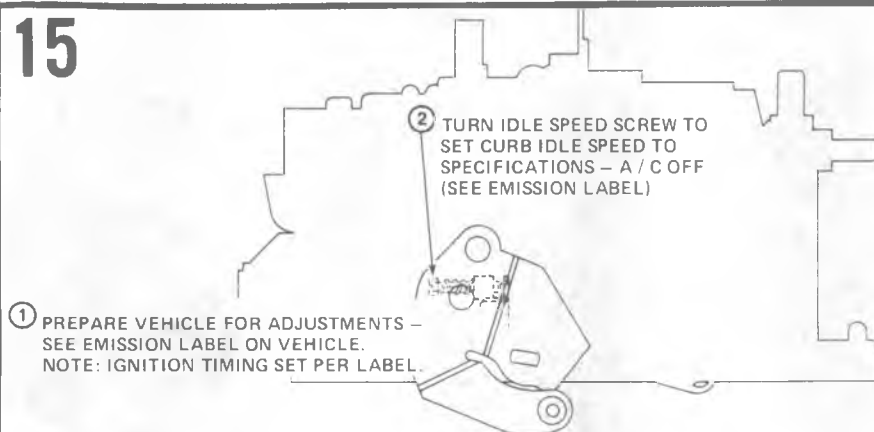 15
② TURN IDLE SPEED SCREW TO
SET CURB IDLE SPEED TO
SPECIFICATIONS – A / C OFF
(SEE EMISSION LABEL)
① PREPARE VEHICLE FOR ADJUSTMENTS –
SEE EMISSION LABEL ON VEHICLE.
NOTE: IGNITION TIMING SET PER LABEL.